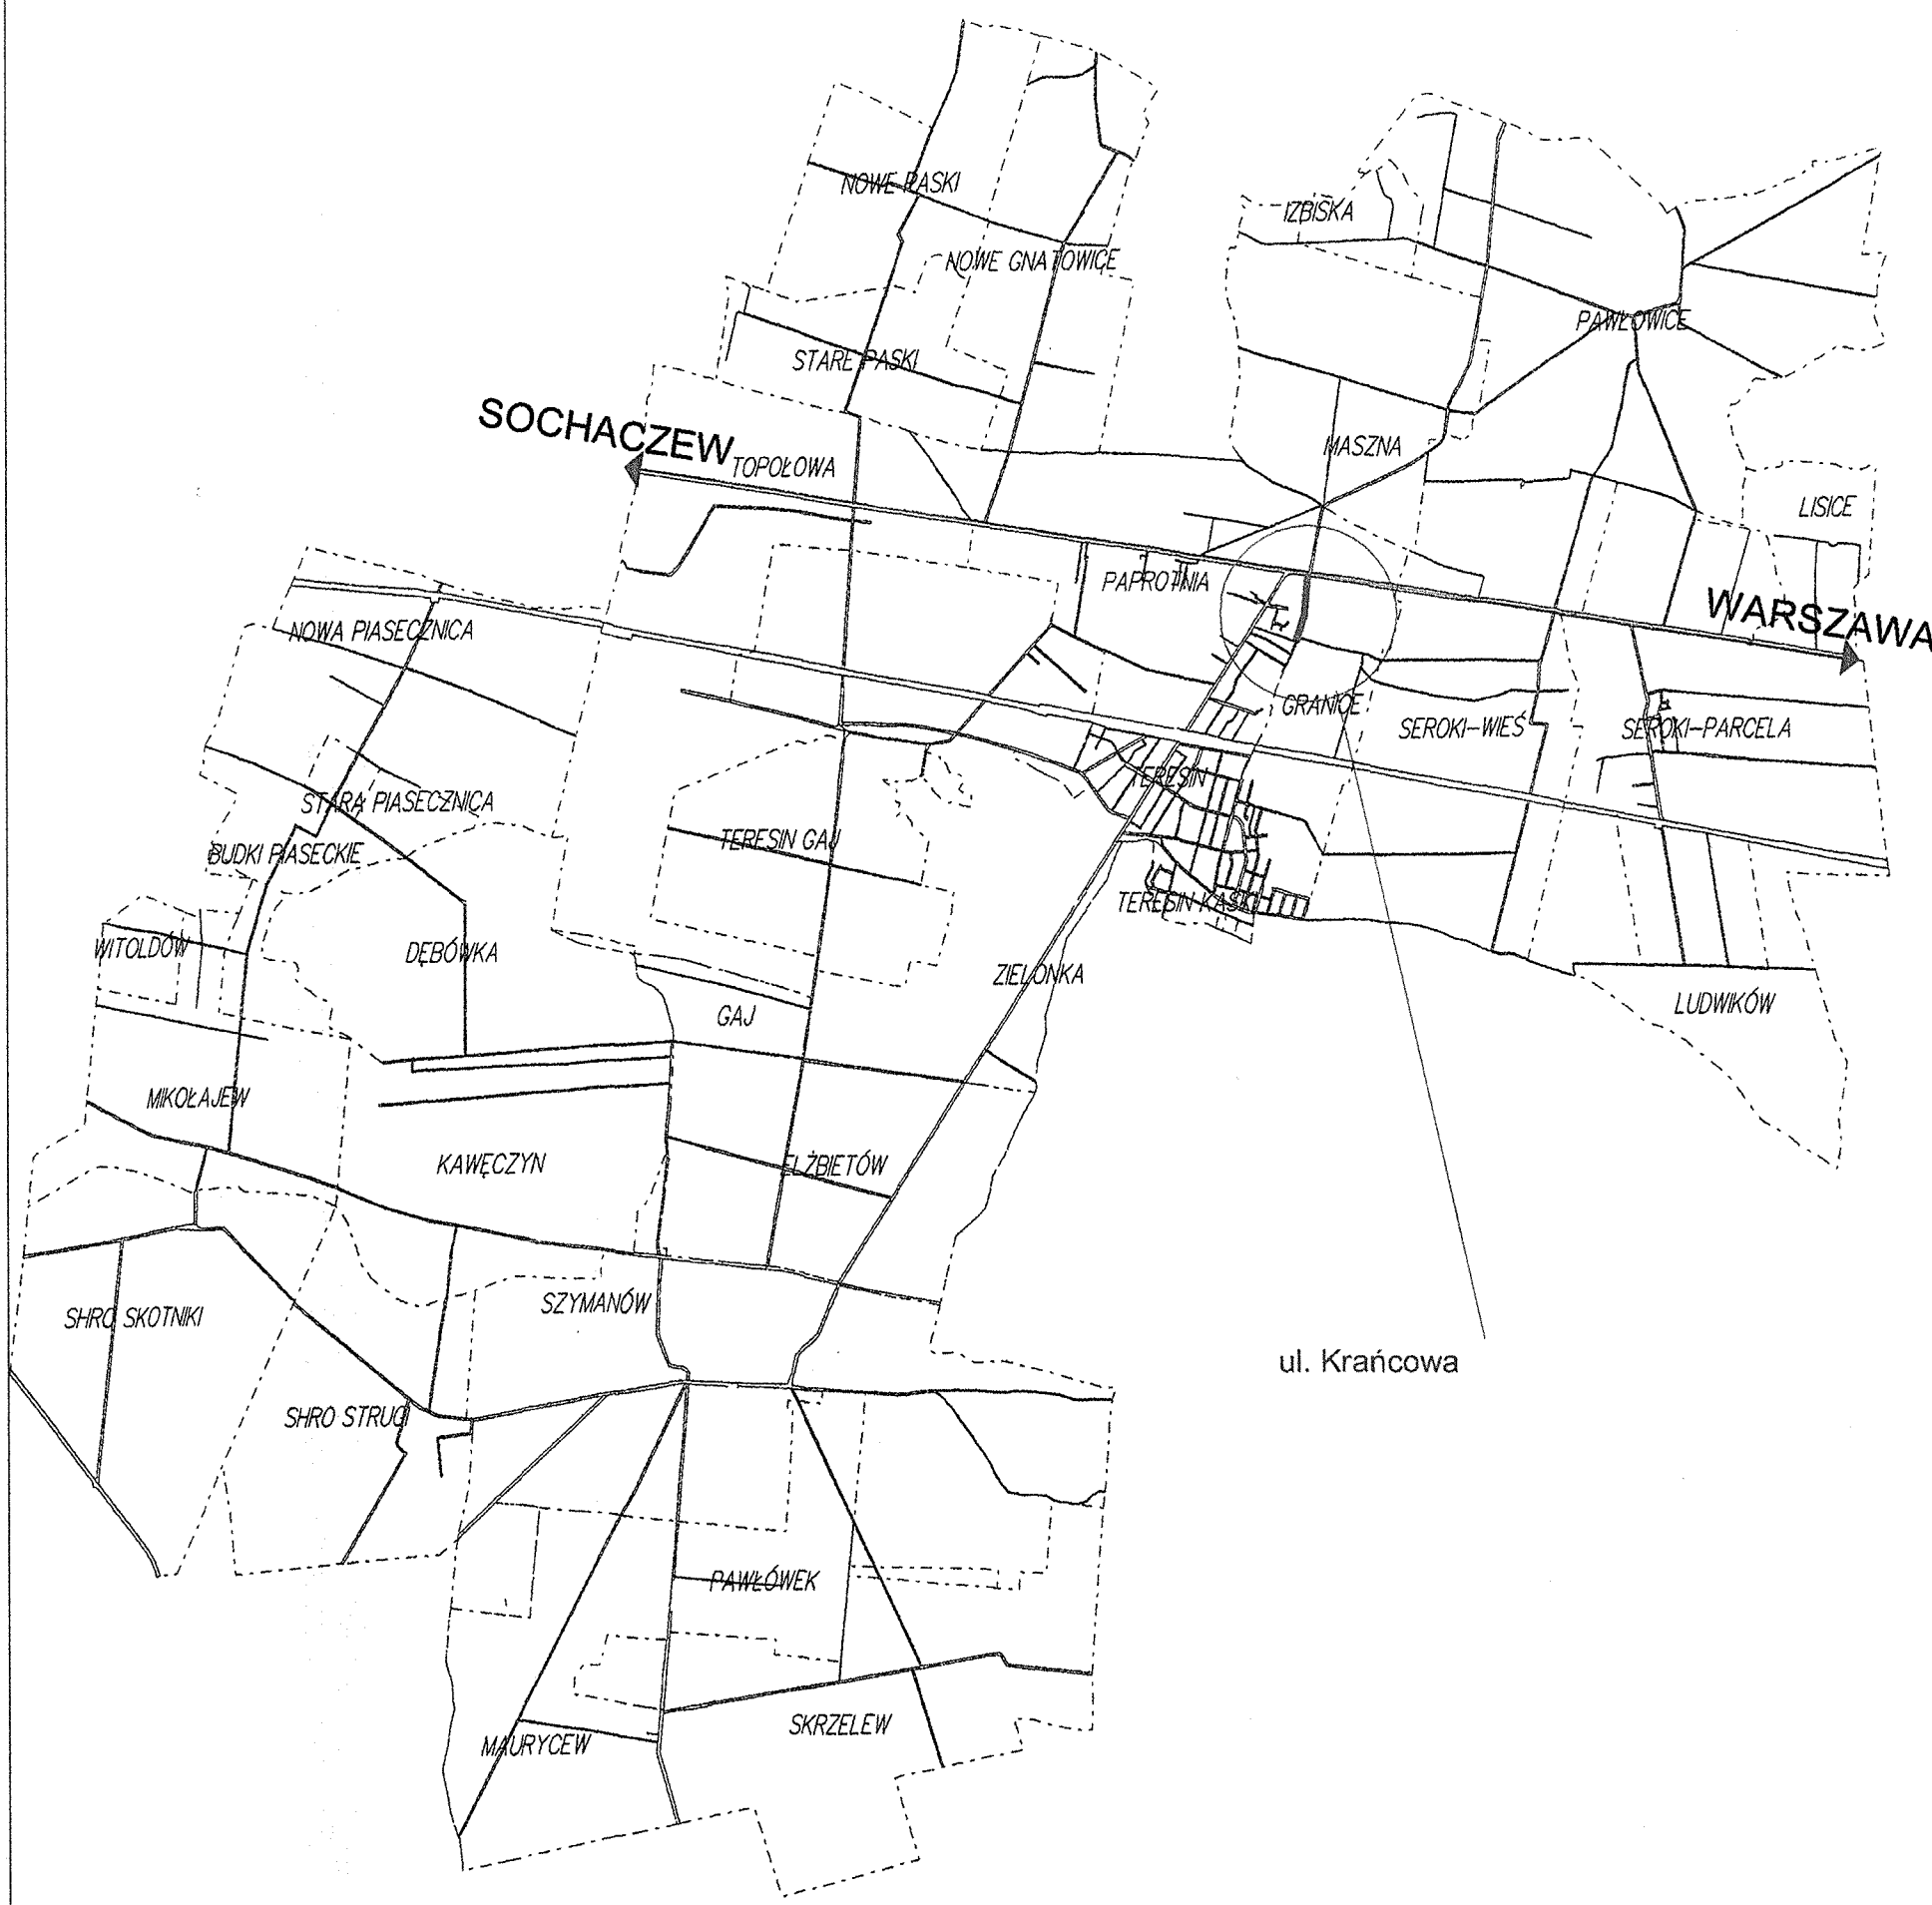 NOWE PASKI
IZBISKA
NOWE GNATOWICE
PAWŁOWICE
STARE PASKI
SOCHACZEW
TOPOŁOWA
MASZNA
LISICE
PAPROTNIA
WARSZAWA
NOWA PIASECZNICA
GRANICE
SEROKI-WIEŚ
SEROKI-PARCELA
TERESIN
STARA PIASECZNICA
TERESIN GAJ
BUDKI PIASECKIE
TERESIN KASKI
WITOLDÓW
DĘBÓWKA
ZIELONKA
LUDWIKÓW
GAJ
MIKOŁAJEW
KAWĘCZYN
ELŻBIETÓW
SZYMANÓW
SHRO SKOTNIKI
ul. Krańcowa
SHRO STRUGI
PAWŁÓWEK
SKRZELEW
MAURYCEW